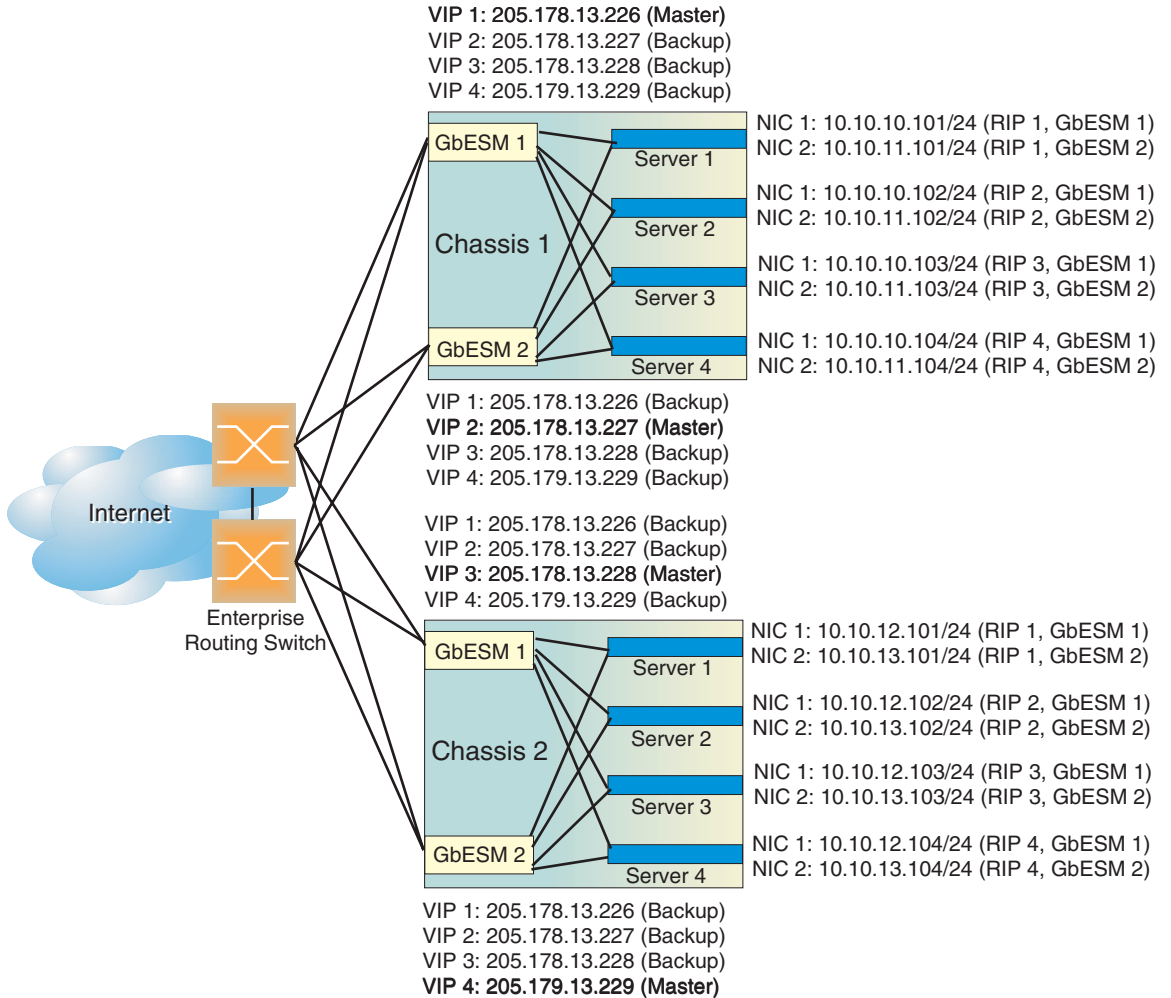 VIP 1: 205.178.13.226 (Master)
VIP 2: 205.178.13.227 (Backup)
VIP 3: 205.178.13.228 (Backup)
VIP 4: 205.179.13.229 (Backup)
GbESM 1
Server 1
NIC 1: 10.10.10.101/24 (RIP 1, GbESM 1)
NIC 2: 10.10.11.101/24 (RIP 1, GbESM 2)
Server 2
NIC 1: 10.10.10.102/24 (RIP 2, GbESM 1)
NIC 2: 10.10.11.102/24 (RIP 2, GbESM 2)
Chassis 1
Server 3
NIC 1: 10.10.10.103/24 (RIP 3, GbESM 1)
NIC 2: 10.10.11.103/24 (RIP 3, GbESM 2)
GbESM 2
Server 4
NIC 1: 10.10.10.104/24 (RIP 4, GbESM 1)
NIC 2: 10.10.11.104/24 (RIP 4, GbESM 2)
VIP 1: 205.178.13.226 (Backup)
VIP 2: 205.178.13.227 (Master)
VIP 3: 205.178.13.228 (Backup)
VIP 4: 205.179.13.229 (Backup)
Internet
Enterprise
Routing Switch
VIP 1: 205.178.13.226 (Backup)
VIP 2: 205.178.13.227 (Backup)
VIP 3: 205.178.13.228 (Master)
VIP 4: 205.179.13.229 (Backup)
GbESM 1
Server 1
NIC 1: 10.10.12.101/24 (RIP 1, GbESM 1)
NIC 2: 10.10.13.101/24 (RIP 1, GbESM 2)
Server 2
NIC 1: 10.10.12.102/24 (RIP 2, GbESM 1)
NIC 2: 10.10.13.102/24 (RIP 2, GbESM 2)
Chassis 2
Server 3
NIC 1: 10.10.12.103/24 (RIP 3, GbESM 1)
NIC 2: 10.10.13.103/24 (RIP 3, GbESM 2)
GbESM 2
Server 4
NIC 1: 10.10.12.104/24 (RIP 4, GbESM 1)
NIC 2: 10.10.13.104/24 (RIP 4, GbESM 2)
VIP 1: 205.178.13.226 (Backup)
VIP 2: 205.178.13.227 (Backup)
VIP 3: 205.178.13.228 (Backup)
VIP 4: 205.179.13.229 (Master)